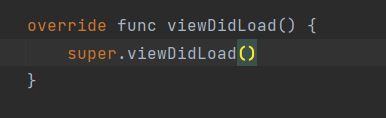 override func viewDidLoad() {
    super.viewDidLoad()
}